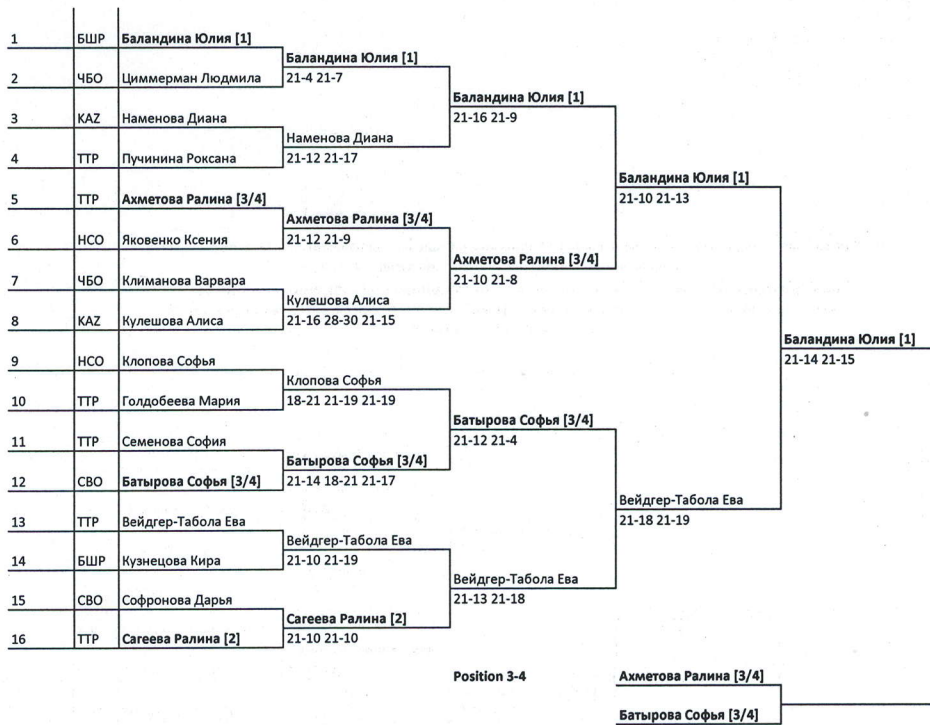 1 БШР Баландина Юлия [1]
Баландина Юлия [1]
2 ЧБО Циммерман Людмила 21-4 21-7
Баландина Юлия [1]
3 KAZ Наменова Диана 21-16 21-9
Наменова Диана
4 ТТР Пучинина Роксана 21-12 21-17
Баландина Юлия [1]
5 ТТР Ахметова Ралина [3/4] 21-10 21-13
Ахметова Ралина [3/4]
6 НСО Яковенко Ксения 21-12 21-9
Ахметова Ралина [3/4]
7 ЧБО Климанова Варвара 21-10 21-8
Кулешова Алиса
8 KAZ Кулешова Алиса 21-16 28-30 21-15
Баландина Юлия [1]
9 НСО Клопова Софья 21-14 21-15
Клопова Софья
10 ТТР Голдобеева Мария 18-21 21-19 21-19
Батырова Софья [3/4]
11 ТТР Семенова София 21-12 21-4
Батырова Софья [3/4]
12 СВО Батырова Софья [3/4] 21-14 18-21 21-17
Вейдгер-Табола Ева
13 ТТР Вейдгер-Табола Ева 21-18 21-19
Вейдгер-Табола Ева
14 БШР Кузнецова Кира 21-10 21-19
Вейдгер-Табола Ева
15 СВО Софронова Дарья 21-13 21-18
Сагеева Ралина [2]
16 ТТР Сагеева Ралина [2] 21-10 21-10
Position 3-4 Ахметова Ралина [3/4]
Батырова Софья [3/4]